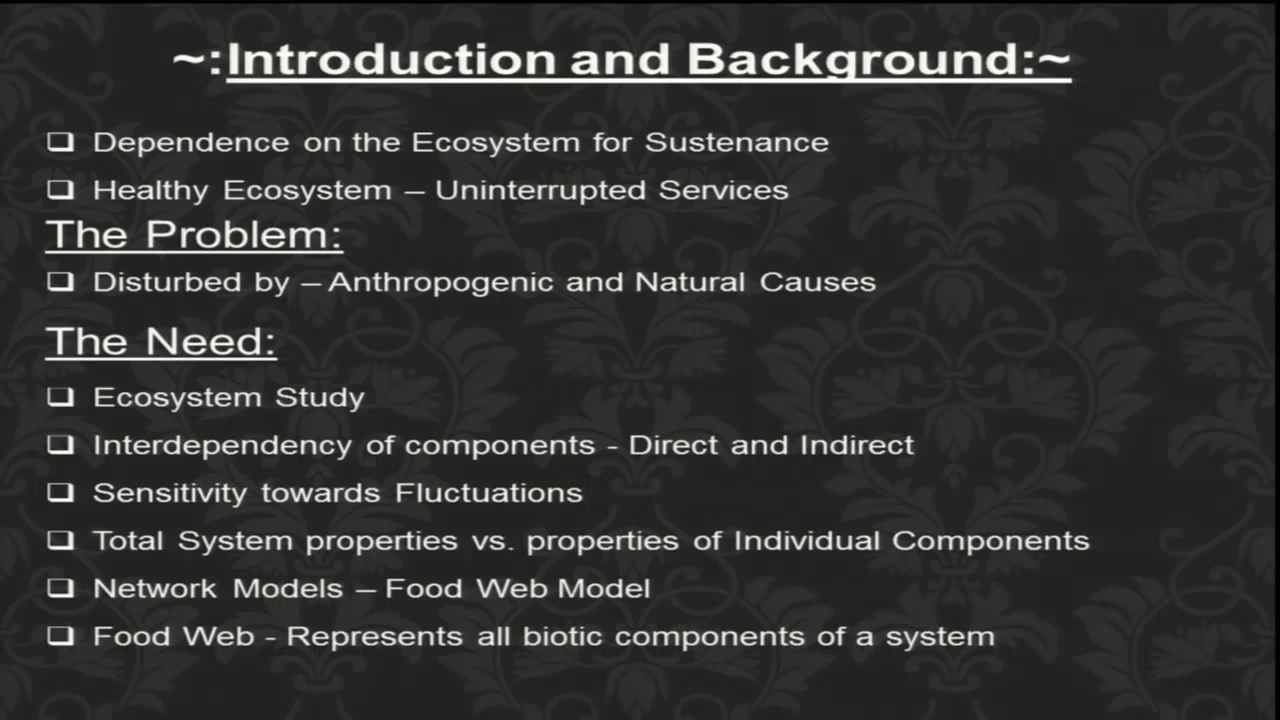 ~:Introduction and Background:~
❑ Dependence on the Ecosystem for Sustenance
❑ Healthy Ecosystem – Uninterrupted Services
The Problem:
❑ Disturbed by – Anthropogenic and Natural Causes
The Need:
❑ Ecosystem Study
❑ Interdependency of components - Direct and Indirect
❑ Sensitivity towards Fluctuations
❑ Total System properties vs. properties of Individual Components
❑ Network Models – Food Web Model
❑ Food Web - Represents all biotic components of a system